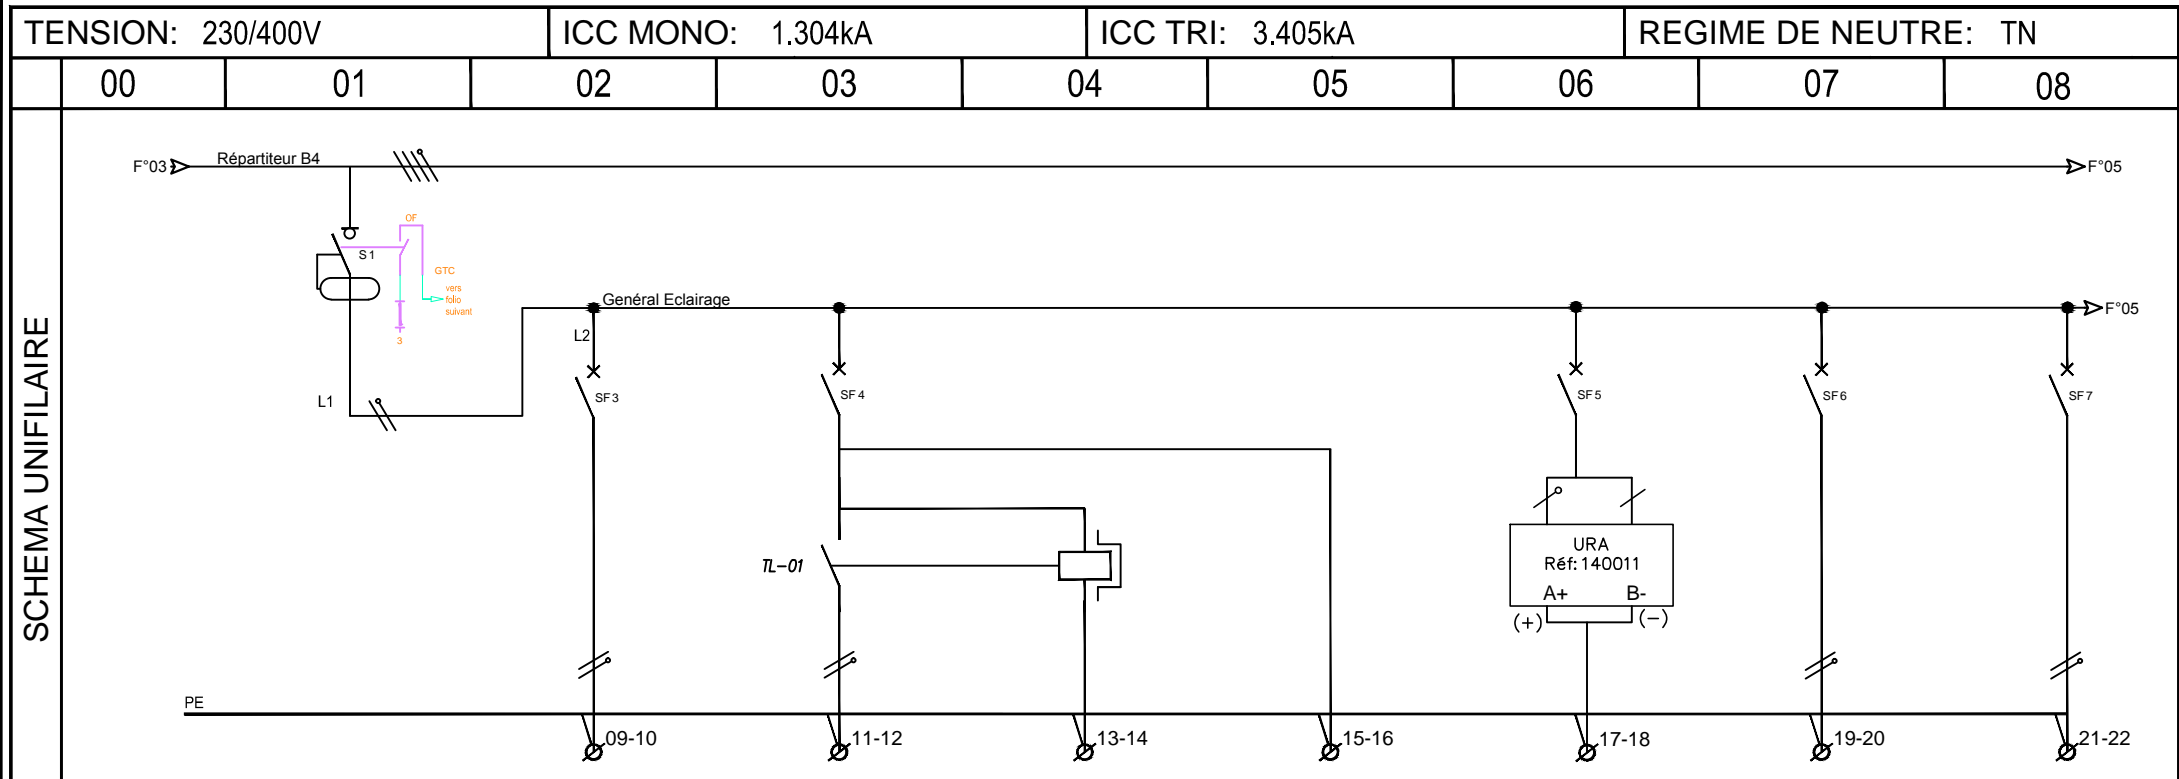 TENSION: 230/400V ICC MONO: 1.304kA ICC TRI: 3.405kA REGIME DE NEUTRE: TN
00 01 02 03 04 05 06 07 08
SCHEMA UNIFILAIRE
F°03 Répartiteur B4 F°05
OF
S1
GTC
vers
folio
suivant
3
Genéral Eclairage F°05
L2
L1
SF3 SF4 SF5 SF6 SF7
TL-01
URA
Réf:140011
A+ B-
(+) (-)
PE
09-10 11-12 13-14 15-16 17-18 19-20 21-22